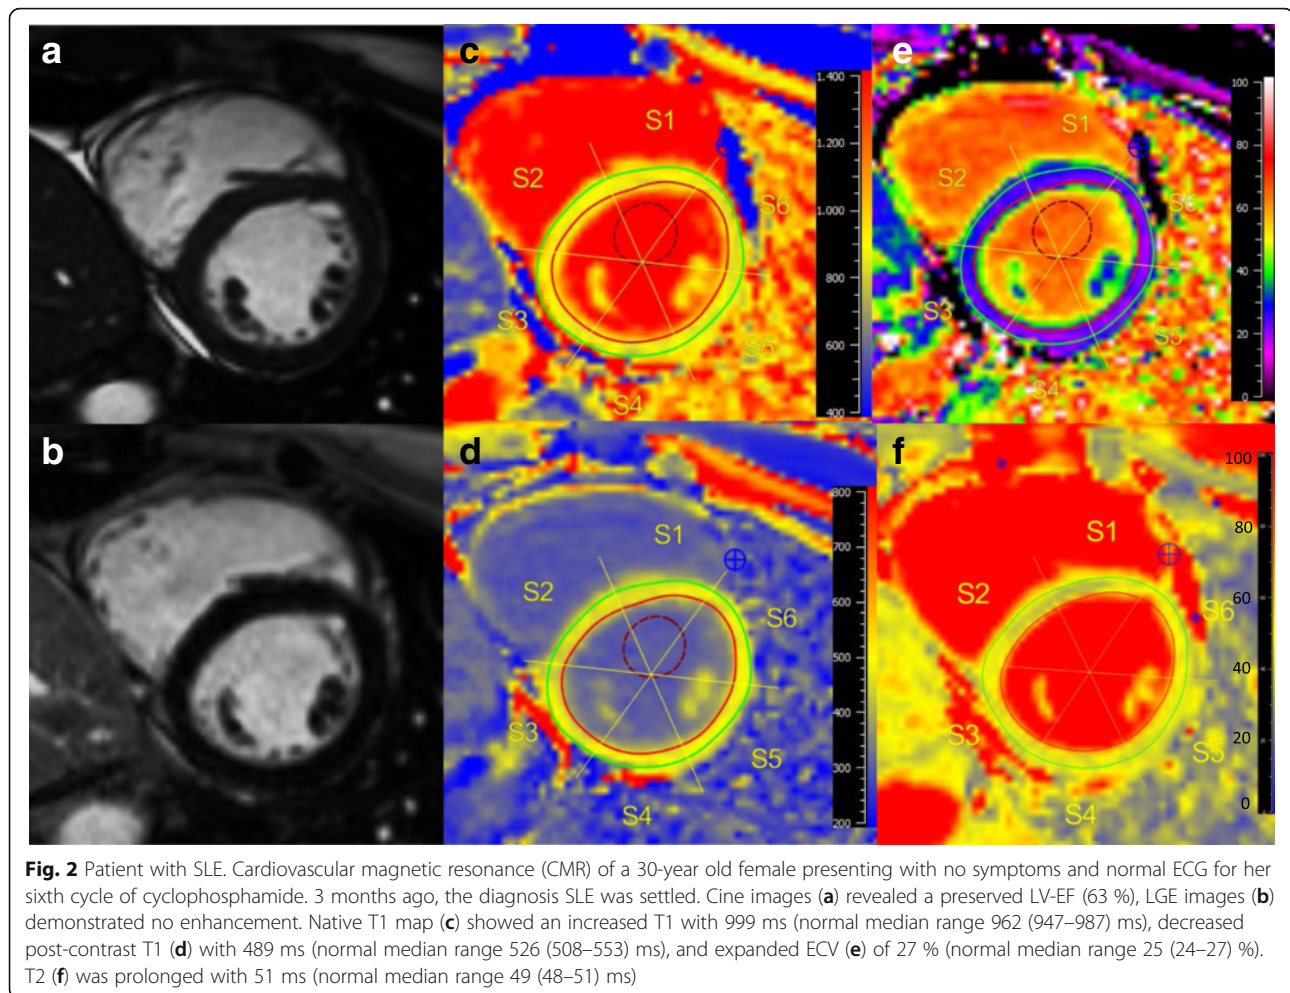 a
c
e
1.400
1.200
1.000
800
600
400
100
80
60
40
20
0
S1
S2
S3
S4
S5
S6
S1
S2
S3
S4
S5
S6
b
d
f
800
700
600
500
400
300
200
100
80
60
40
20
0
S1
S2
S3
S4
S5
S6
S1
S2
S3
S4
S5
S6
Fig. 2 Patient with SLE. Cardiovascular magnetic resonance (CMR) of a 30-year old female presenting with no symptoms and normal ECG for her
sixth cycle of cyclophosphamide. 3 months ago, the diagnosis SLE was settled. Cine images (a) revealed a preserved LV-EF (63 %), LGE images (b)
demonstrated no enhancement. Native T1 map (c) showed an increased T1 with 999 ms (normal median range 962 (947–987) ms), decreased
post-contrast T1 (d) with 489 ms (normal median range 526 (508–553) ms), and expanded ECV (e) of 27 % (normal median range 25 (24–27) %).
T2 (f) was prolonged with 51 ms (normal median range 49 (48–51) ms)